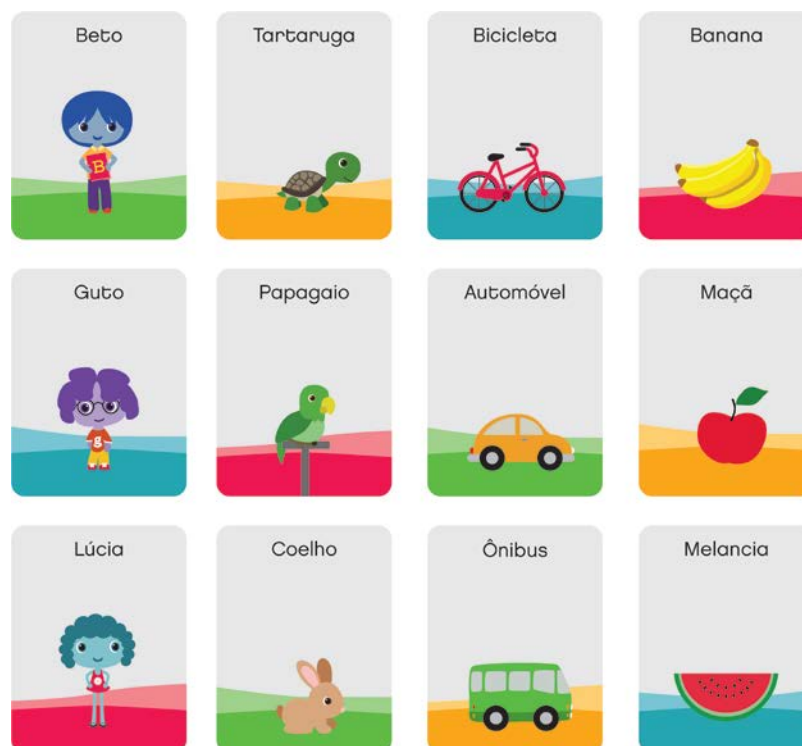 Beto
Tartaruga
Bicicleta
Banana
B
Guto
Papagaio
Automóvel
Maçã
g
Lúcia
Coelho
Ônibus
Melancia